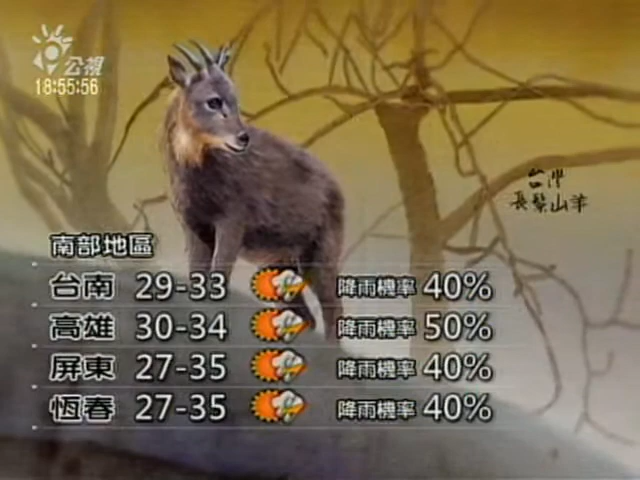 公視
18:55:56
台灣
長鬃山羊
南部地區
台南 29-33 降雨機率 40%
高雄 30-34 降雨機率 50%
屏東 27-35 降雨機率 40%
恆春 27-35 降雨機率 40%